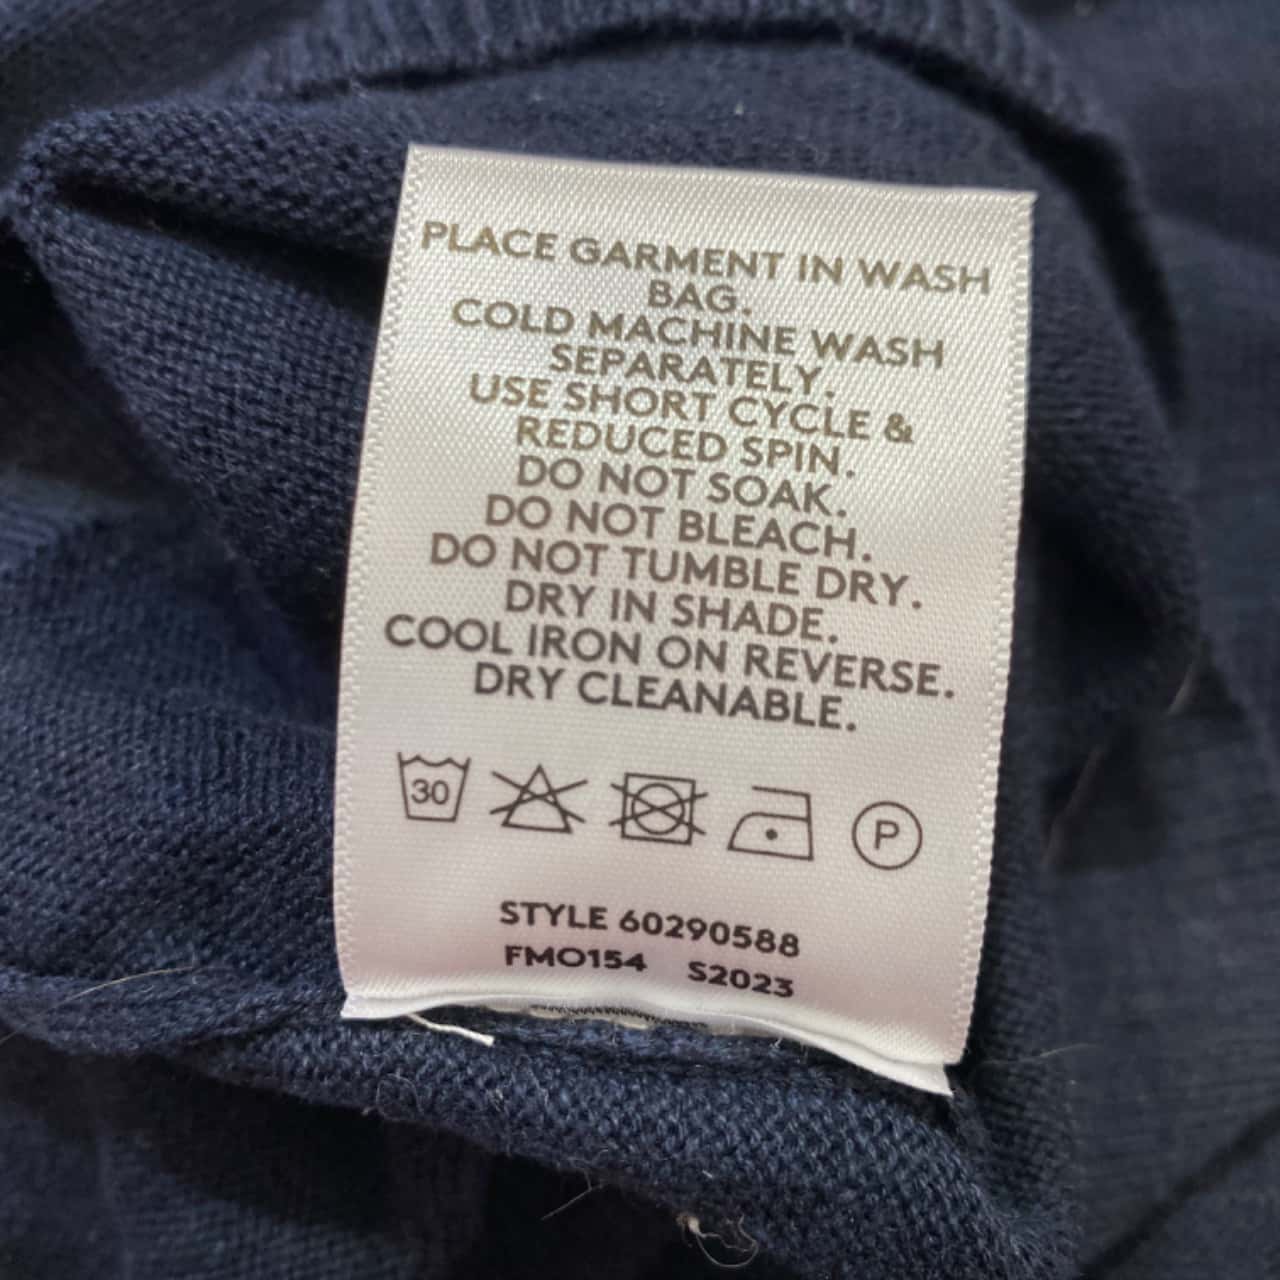 PLACE GARMENT IN WASH
BAG.
COLD MACHINE WASH
SEPARATELY.
USE SHORT CYCLE &
REDUCED SPIN.
DO NOT SOAK.
DO NOT BLEACH.
DO NOT TUMBLE DRY.
DRY IN SHADE.
COOL IRON ON REVERSE.
DRY CLEANABLE.
30 P
STYLE 60290588
FMO154 S2023